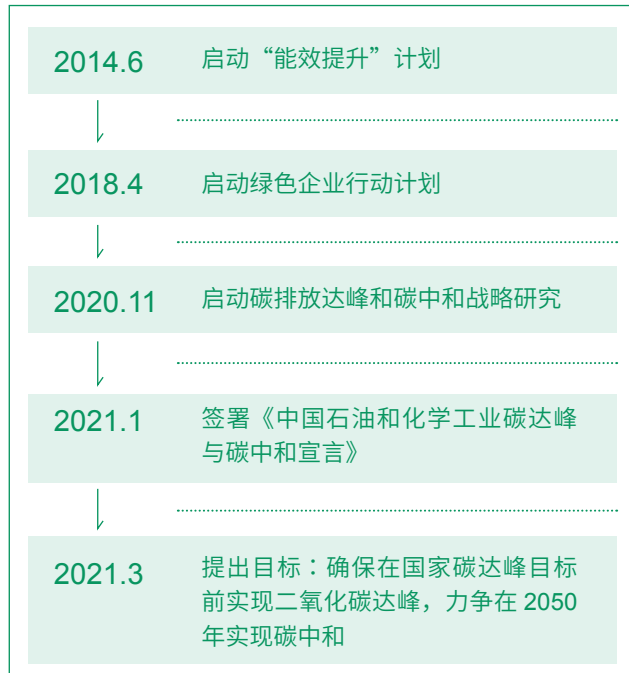 2014.6 启动“能效提升”计划
2018.4 启动绿色企业行动计划
2020.11 启动碳排放达峰和碳中和战略研究
2021.1 签署《中国石油和化学工业碳达峰
与碳中和宣言》
2021.3 提出目标：确保在国家碳达峰目标
前实现二氧化碳达峰，力争在 2050
年实现碳中和